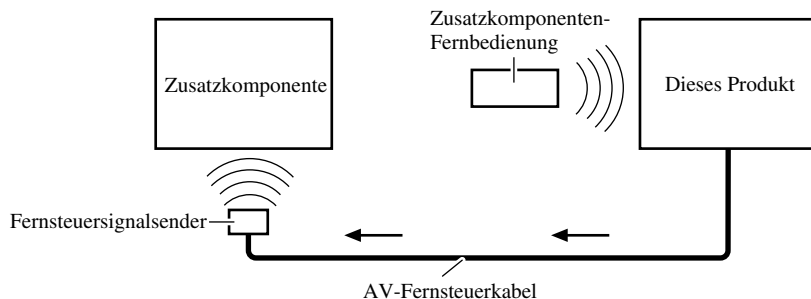 Zusatzkomponenten-
Fernbedienung
Zusatzkomponente
Dieses Produkt
Fernsteuersignalsender
AV-Fernsteuerkabel